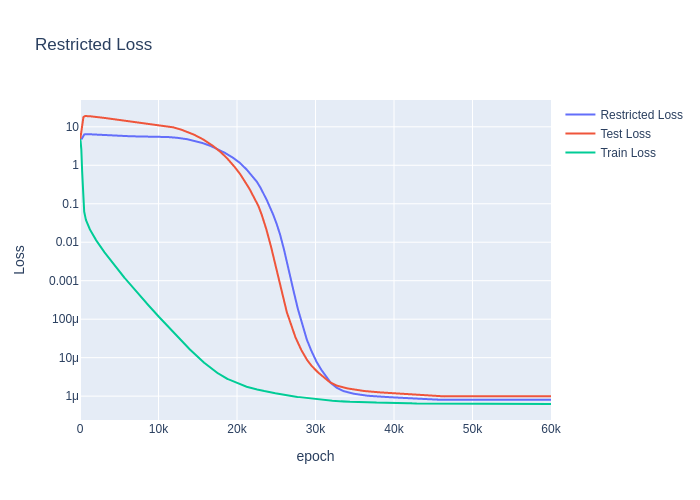 Restricted Loss
Restricted Loss
Test Loss
Train Loss
Loss
10
1
0.1
0.01
0.001
100μ
10μ
1μ
0
10k
20k
30k
40k
50k
60k
epoch